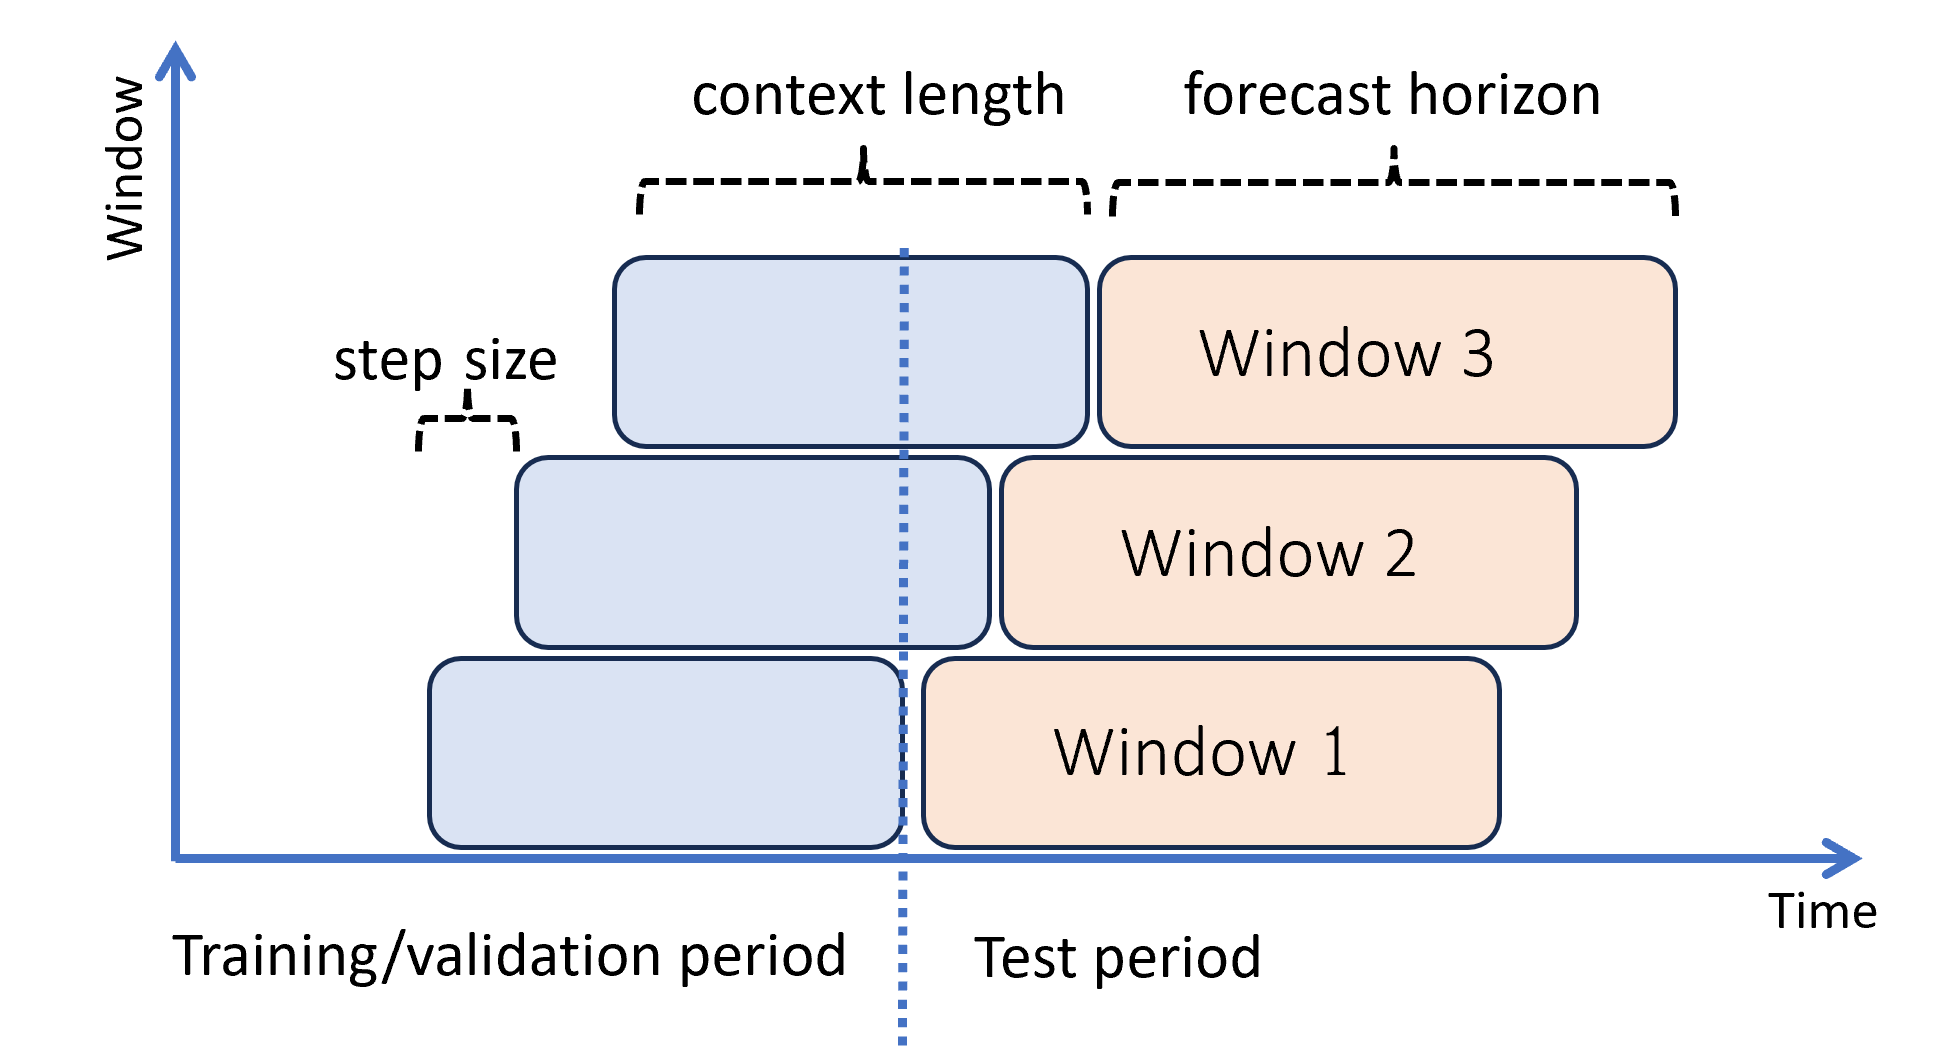 Window
context length
forecast horizon
step size
Window 3
Window 2
Window 1
Time
Training/validation period
Test period